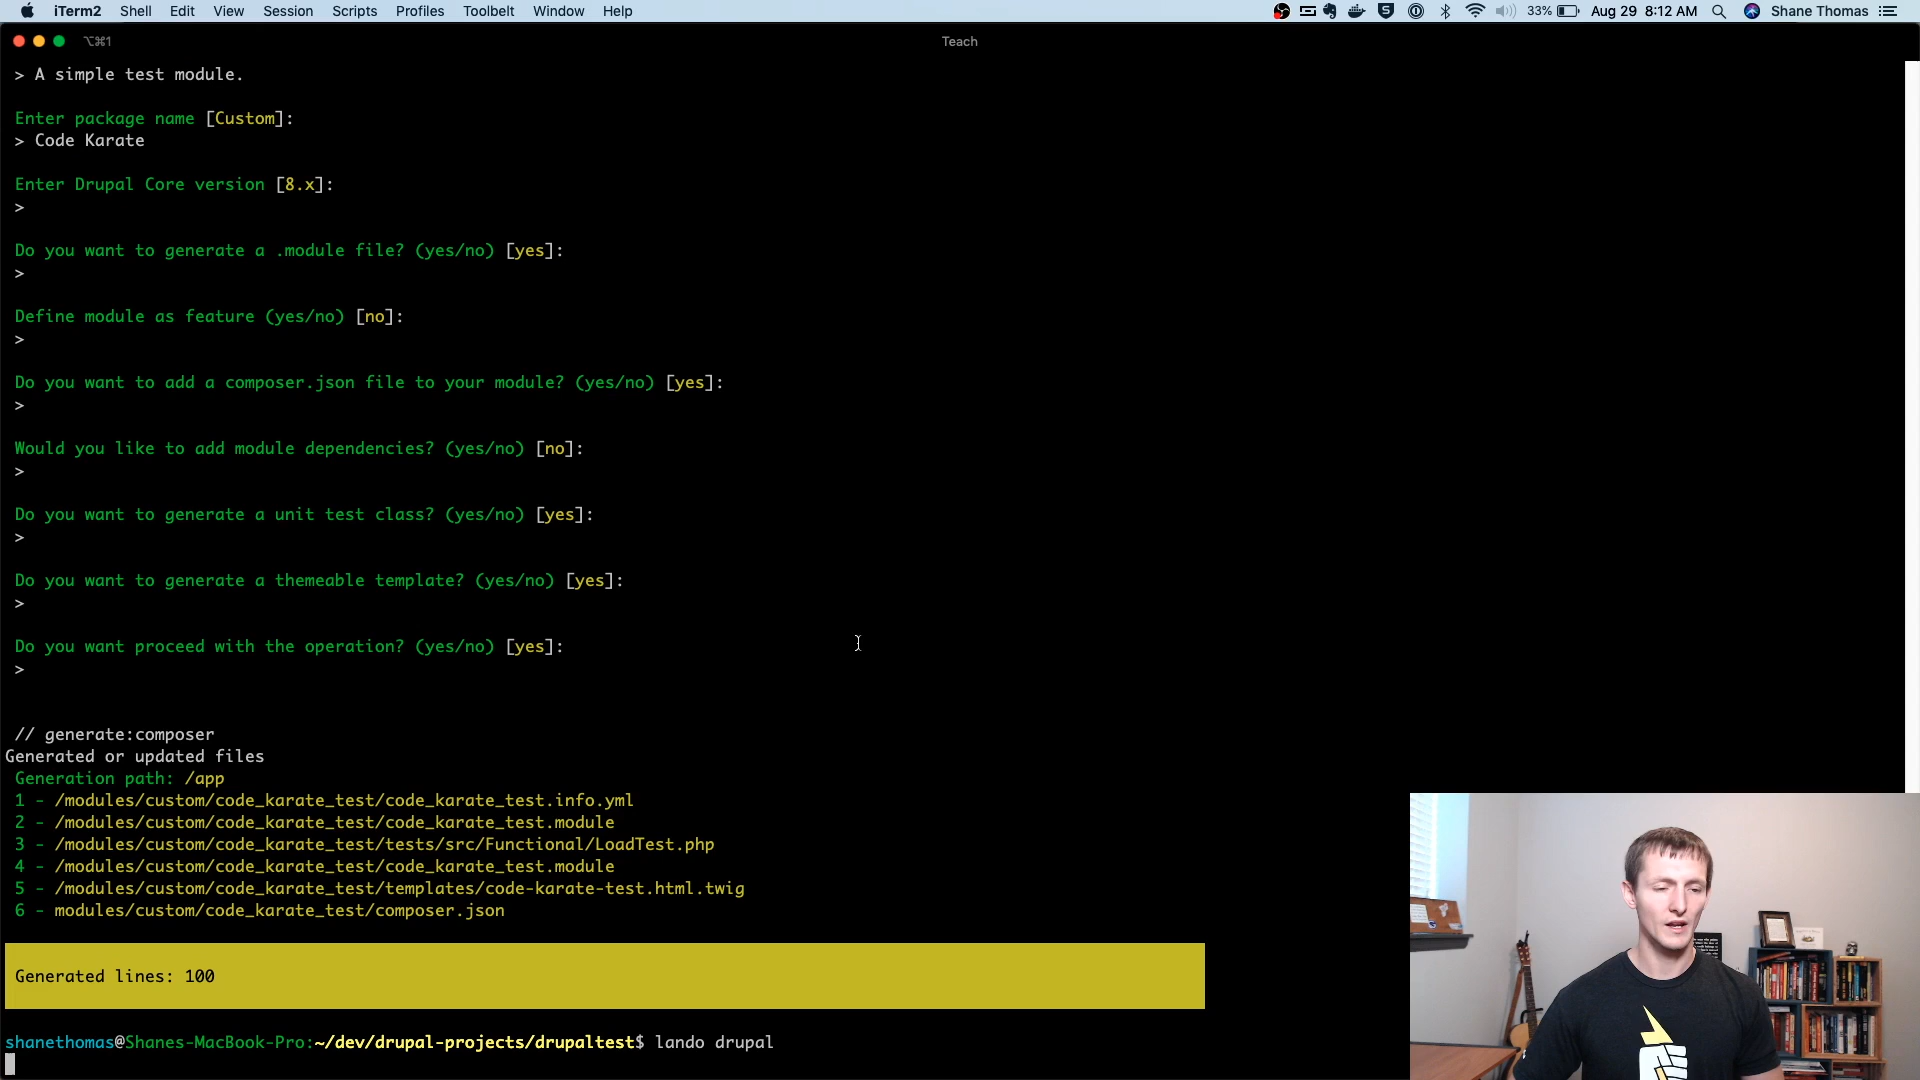 iTerm2 Shell Edit View Session Scripts Profiles Toolbelt Window Help 33% Aug 29 8:12 AM Shane Thomas
⌥⌘1 Teach
> A simple test module.
Enter package name [Custom]:
> Code Karate
Enter Drupal Core version [8.x]:
>
Do you want to generate a .module file? (yes/no) [yes]:
>
Define module as feature (yes/no) [no]:
>
Do you want to add a composer.json file to your module? (yes/no) [yes]:
>
Would you like to add module dependencies? (yes/no) [no]:
>
Do you want to generate a unit test class? (yes/no) [yes]:
>
Do you want to generate a themeable template? (yes/no) [yes]:
>
Do you want proceed with the operation? (yes/no) [yes]:
>
// generate:composer
Generated or updated files
Generation path: /app
1 - /modules/custom/code_karate_test/code_karate_test.info.yml
2 - /modules/custom/code_karate_test/code_karate_test.module
3 - /modules/custom/code_karate_test/tests/src/Functional/LoadTest.php
4 - /modules/custom/code_karate_test/code_karate_test.module
5 - /modules/custom/code_karate_test/templates/code-karate-test.html.twig
6 - modules/custom/code_karate_test/composer.json
Generated lines: 100
shanethomas@Shanes-MacBook-Pro:~/dev/drupal-projects/drupaltest$ lando drupal